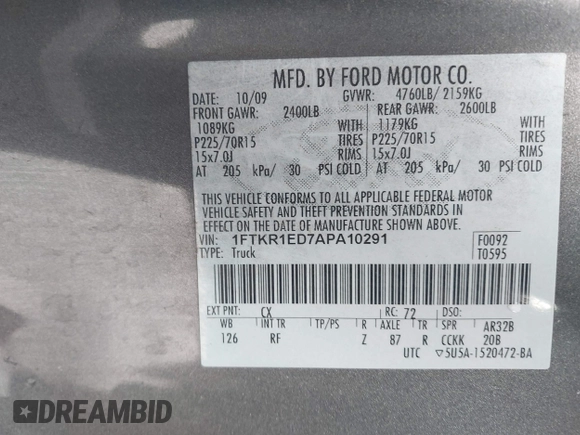 MFD. BY FORD MOTOR CO.
DATE: 10/09 GVWR: 4760LB/ 2159KG
FRONT GAWR: 2400LB REAR GAWR: 2600LB
1089KG WITH 1179KG WITH
P225/70R15 TIRES P225/70R15 TIRES
15x7.0J RIMS 15x7.0J RIMS
AT 205 kPa/ 30 PSI COLD AT 205 kPa/ 30 PSI COLD
THIS VEHICLE CONFORMS TO ALL APPLICABLE FEDERAL MOTOR
VEHICLE SAFETY AND THEFT PREVENTION STANDARDS IN
EFFECT ON THE DATE OF MANUFACTURE SHOWN ABOVE.
VIN: 1FTKR1ED7APA10291 F0092
TYPE: Truck T0595
EXT PNT: CX RC: 72 DSO:
WB INT TR TP/PS R AXLE TR SPR AR32B
126 RF Z 87 R CCKK 20B
UTC ▽5U5A-1520472-BA
DREAMBID